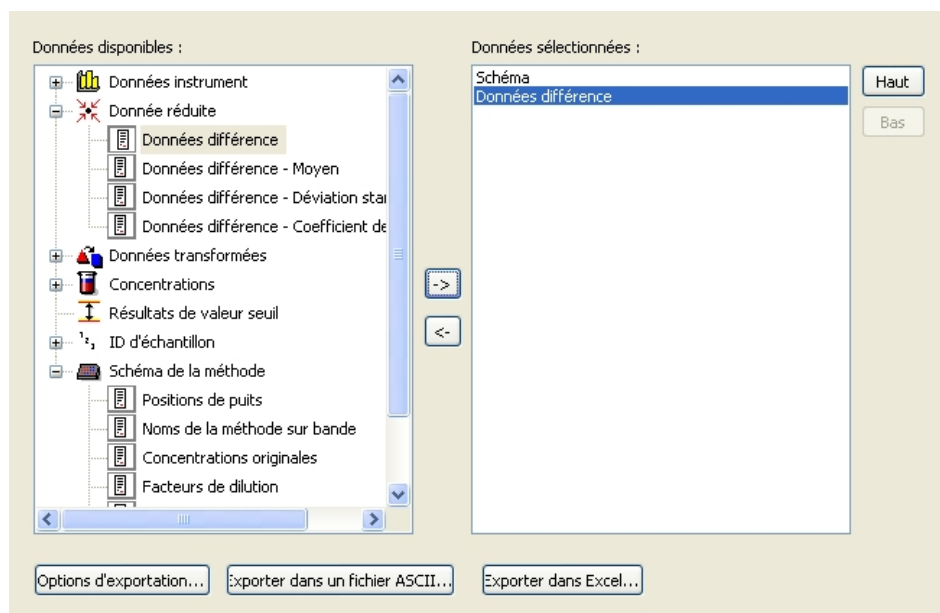 Données disponibles :
Données instrument
Donnée réduite
Données différence
Données différence - Moyen
Données différence - Déviation sta
Données différence - Coefficient de
Données transformées
Concentrations
Résultats de valeur seuil
ID d'échantillon
Schéma de la méthode
Positions de puits
Noms de la méthode sur bande
Concentrations originales
Facteurs de dilution
->
<-
Données sélectionnées :
Schéma
Données différence
Haut
Bas
Options d'exportation...
Exporter dans un fichier ASCII...
Exporter dans Excel...